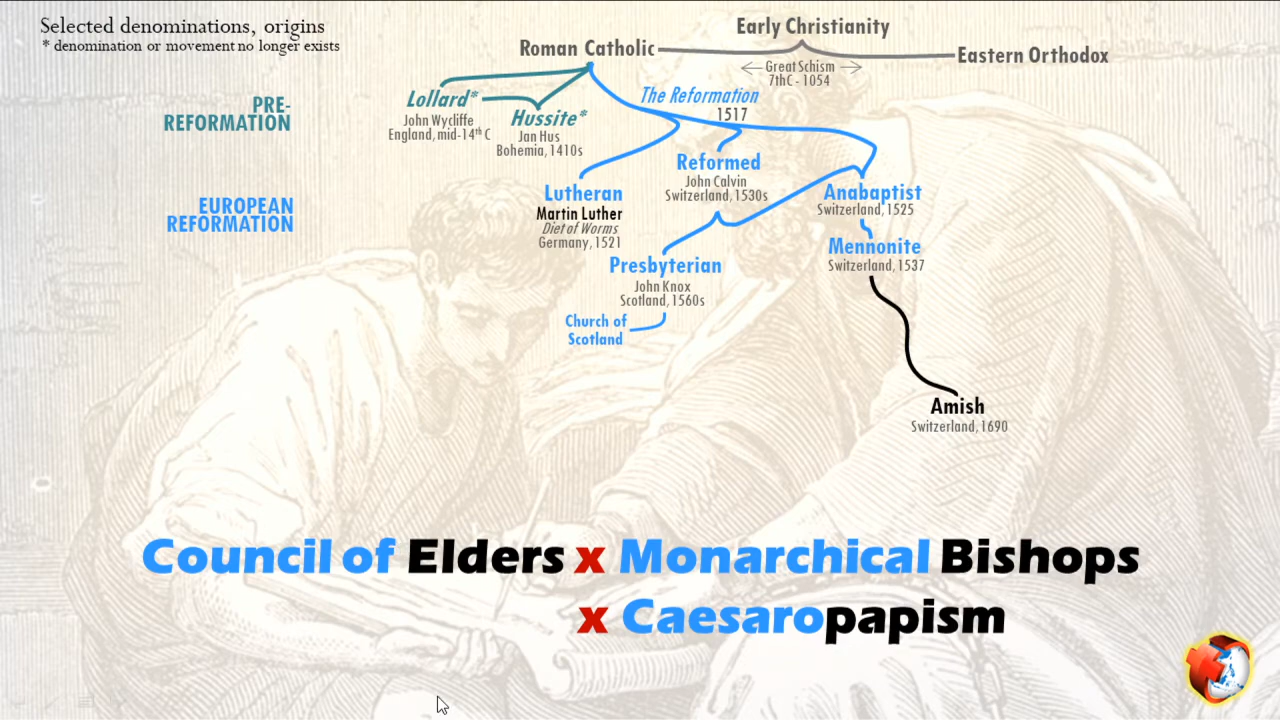 Selected denominations, origins
* denomination or movement no longer exists
Early Christianity
Roman Catholic
Eastern Orthodox
Great Schism
7thC - 1054
PRE-
REFORMATION
Lollard*
John Wycliffe
England, mid-14th C
Hussite*
Jan Hus
Bohemia, 1410s
The Reformation
1517
EUROPEAN
REFORMATION
Lutheran
Martin Luther
Diet of Worms
Germany, 1521
Reformed
John Calvin
Switzerland, 1530s
Anabaptist
Switzerland, 1525
Mennonite
Switzerland, 1537
Presbyterian
John Knox
Scotland, 1560s
Church of
Scotland
Amish
Switzerland, 1690
Council of Elders x Monarchical Bishops
x Caesaropapism